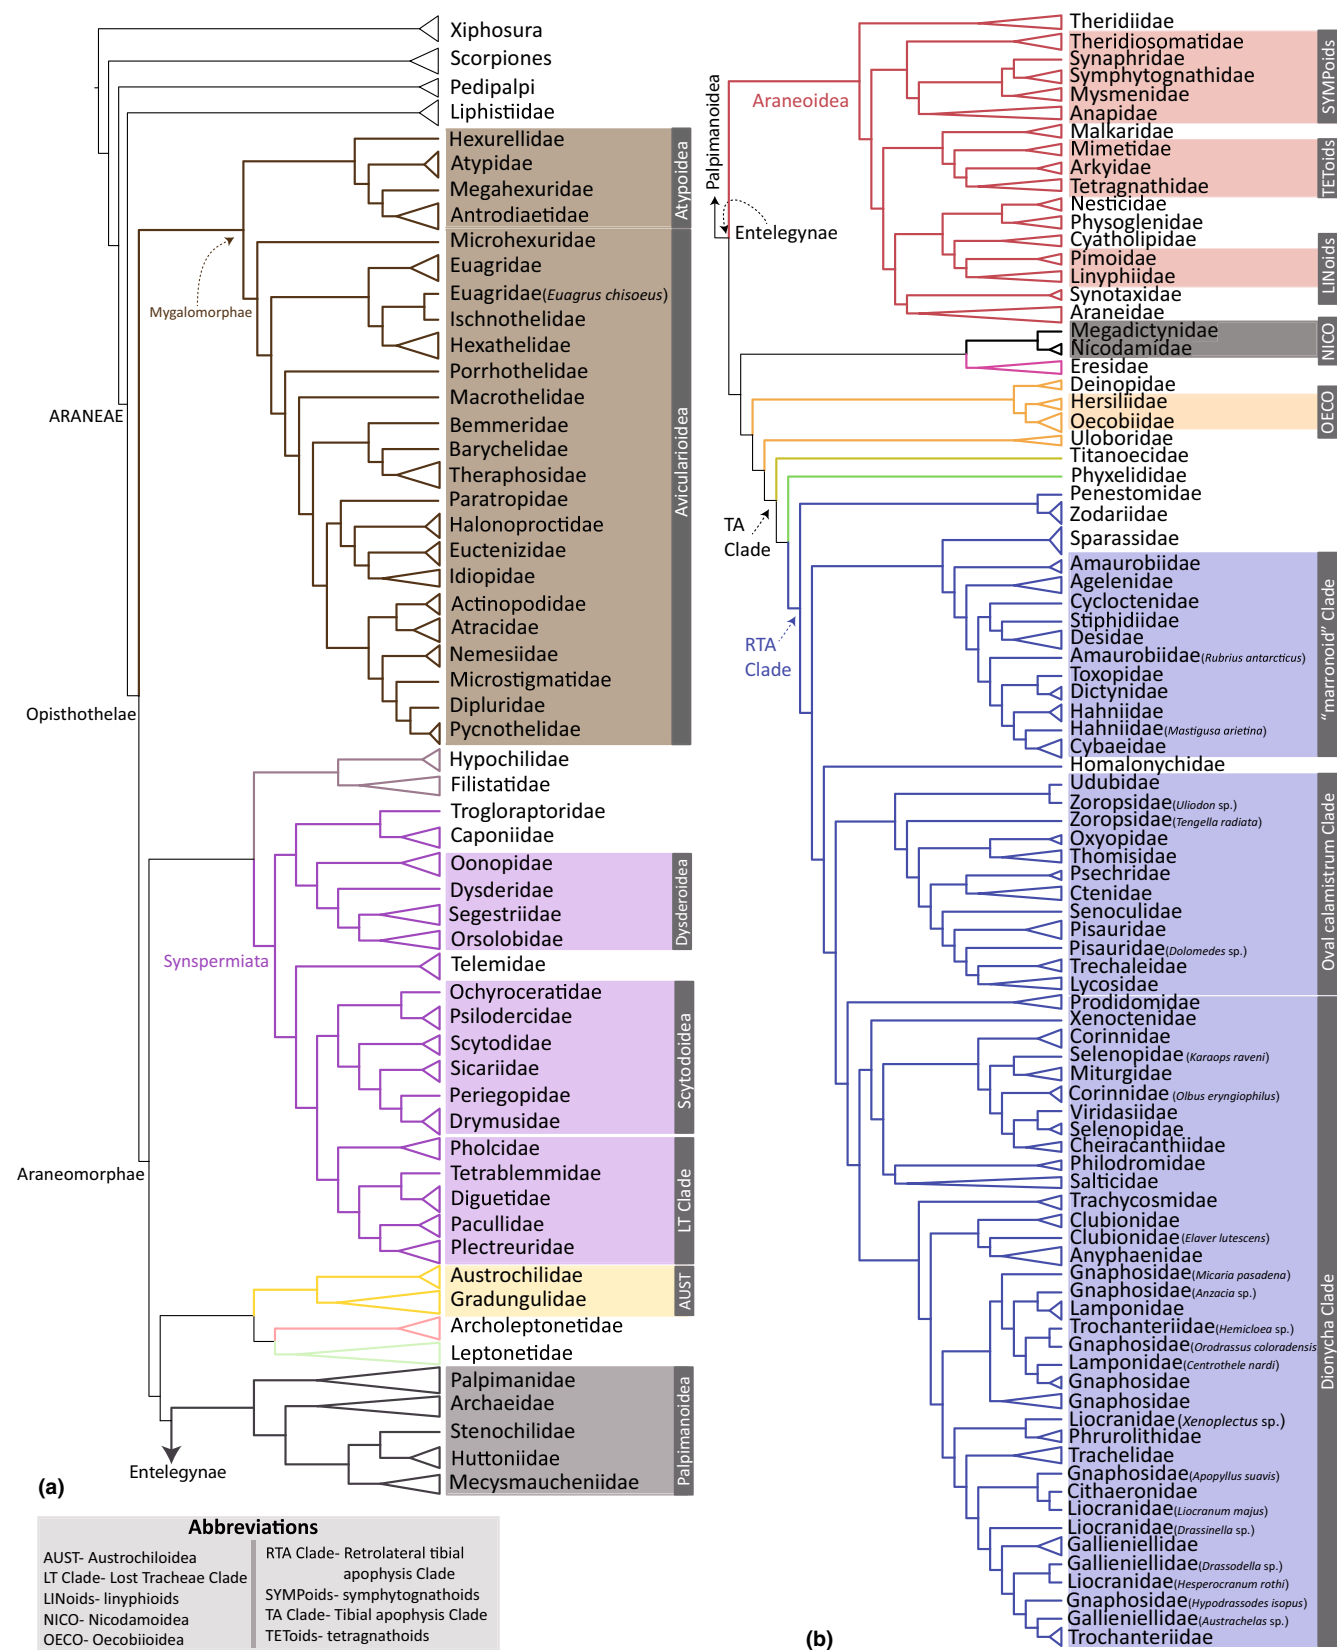 Xiphosura
Scorpiones
Pedipalpi
Liphistiidae
Hexurellidae
Atypidae
Megahexuridae
Antrodiaetidae
Atypoidea
Microhexuridae
Euagridae
Euagridae(Euagrus chisoeus)
Ischnothelidae
Hexathelidae
Porrhothelidae
Macrothelidae
Bemmeridae
Barychelidae
Theraphosidae
Paratropidae
Halonoproctidae
Euctenizidae
Idiopidae
Actinopodidae
Atracidae
Nemesiidae
Microstigmatidae
Dipluridae
Pycnothelidae
Avicularioidea
Mygalomorphae
ARANEAE
Opisthothelae
Hypochilidae
Filistatidae
Trogloraptoridae
Caponiidae
Oonopidae
Dysderidae
Segestriidae
Orsolobidae
Dysderoidea
Synspermiata
Telemidae
Ochyroceratidae
Psilodercidae
Scytodidae
Sicariidae
Periegopidae
Drymusidae
Scytodoidea
Pholcidae
Tetrablemmidae
Diguetidae
Pacullidae
Plectreuridae
LT Clade
Araneomorphae
Austrochilidae
Gradungulidae
AUST
Archoleptonetidae
Leptonetidae
Palpimanidae
Archaeidae
Stenochilidae
Huttoniidae
Mecysmaucheniidae
Palpimanoidea
Entelegynae
(a)
Abbreviations
AUST- Austrochiloidea
LT Clade- Lost Tracheae Clade
LINoids- linyphioids
NICO- Nicodamoidea
OECO- Oecobiioidea
RTA Clade- Retrolateral tibial
apophysis Clade
SYMPoids- symphytognathoids
TA Clade- Tibial apophysis Clade
TEToids- tetragnathoids
Palpimanoidea
Entelegynae
Araneoidea
Theridiidae
Theridiosomatidae
Synaphridae
Symphytognathidae
Mysmenidae
Anapidae
SYMPoids
Malkaridae
Mimetidae
Arkyidae
Tetragnathidae
TEToids
Nesticidae
Physoglenidae
Cyatholipidae
Pimoidae
Linyphiidae
LINoids
Synotaxidae
Araneidae
Megadictynidae
Nicodamidae
NICO
Eresidae
Deinopidae
Hersiliidae
Oecobiidae
OECO
Uloboridae
Titanoecidae
Phyxelididae
TA
Clade
Penestomidae
Zodariidae
Sparassidae
RTA
Clade
Amaurobiidae
Agelenidae
Cycloctenidae
Stiphidiidae
Desidae
Amaurobiidae(Rubrius antarcticus)
Toxopidae
Dictynidae
Hahniidae
Hahniidae(Mastigusa arietina)
Cybaeidae
"marronoid" Clade
Homalonychidae
Udubidae
Zoropsidae(Uliodon sp.)
Zoropsidae(Tengella radiata)
Oxyopidae
Thomisidae
Psechridae
Ctenidae
Senoculidae
Pisauridae
Pisauridae(Dolomedes sp.)
Trechaleidae
Lycosidae
Oval calamistrum Clade
Prodidomidae
Xenoctenidae
Corinnidae
Selenopidae(Karaops raveni)
Miturgidae
Corinnidae (Olbus eryngiophilus)
Viridasiidae
Selenopidae
Cheiracanthiidae
Philodromidae
Salticidae
Trachycosmidae
Clubionidae
Clubionidae(Elaver lutescens)
Anyphaenidae
Gnaphosidae(Micaria pasadena)
Gnaphosidae(Anzacia sp.)
Lamponidae
Trochanteriidae(Hemicloea sp.)
Gnaphosidae(Orodrassus coloradensis
Lamponidae(Centrothele nardi)
Gnaphosidae
Gnaphosidae
Liocranidae(Xenoplectus sp.)
Phrurolithidae
Trachelidae
Gnaphosidae(Apopyllus suavis)
Cithaeronidae
Liocranidae(Liocranum majus)
Liocranidae(Drassinella sp.)
Gallieniellidae
Gallieniellidae(Drassodella sp.)
Liocranidae(Hesperocranum rothi)
Gnaphosidae(Hypodrassodes isopus)
Gallieniellidae(Austrachelas sp.)
Trochanteriidae
Dionycha Clade
(b)